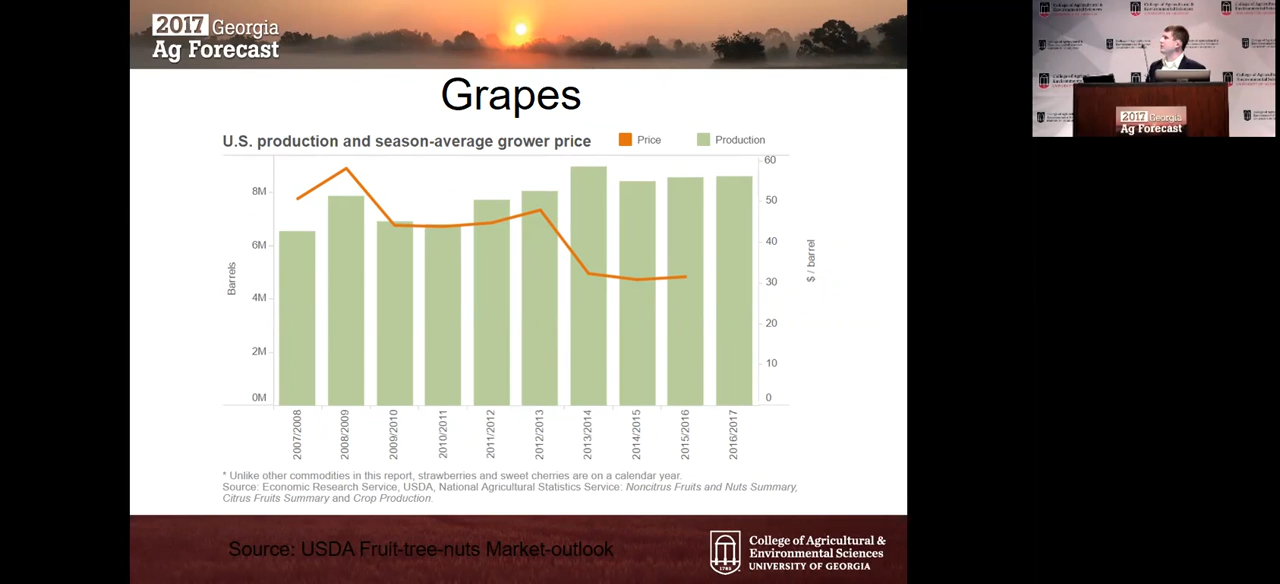 2017 Georgia
Ag Forecast
Grapes
U.S. production and season-average grower price
Price
Production
Barrels
8M
6M
4M
2M
0M
60
50
40
30
20
10
0
$ / barrel
2007/2008
2008/2009
2009/2010
2010/2011
2011/2012
2012/2013
2013/2014
2014/2015
2015/2016
2016/2017
* Unlike other commodities in this report, strawberries and sweet cherries are on a calendar year.
Source: Economic Research Service, USDA, National Agricultural Statistics Service: Noncitrus Fruits and Nuts Summary,
Citrus Fruits Summary and Crop Production.
Source: USDA Fruit-tree-nuts Market-outlook
1785
College of Agricultural &
Environmental Sciences
UNIVERSITY OF GEORGIA
2017 Georgia
Ag Forecast